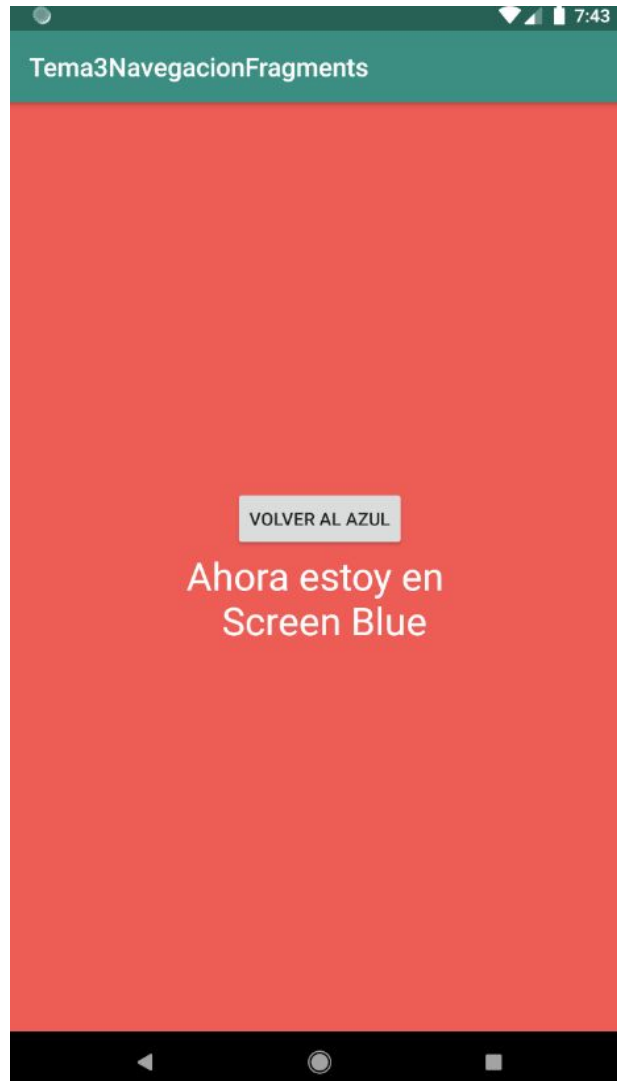 7:43
Tema3NavegacionFragments
VOLVER AL AZUL
Ahora estoy en
Screen Blue